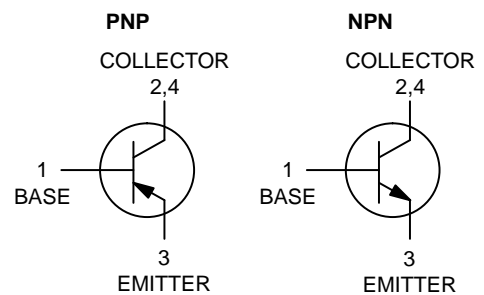 PNP
COLLECTOR
2,4
1
BASE
3
EMITTER
NPN
COLLECTOR
2,4
1
BASE
3
EMITTER